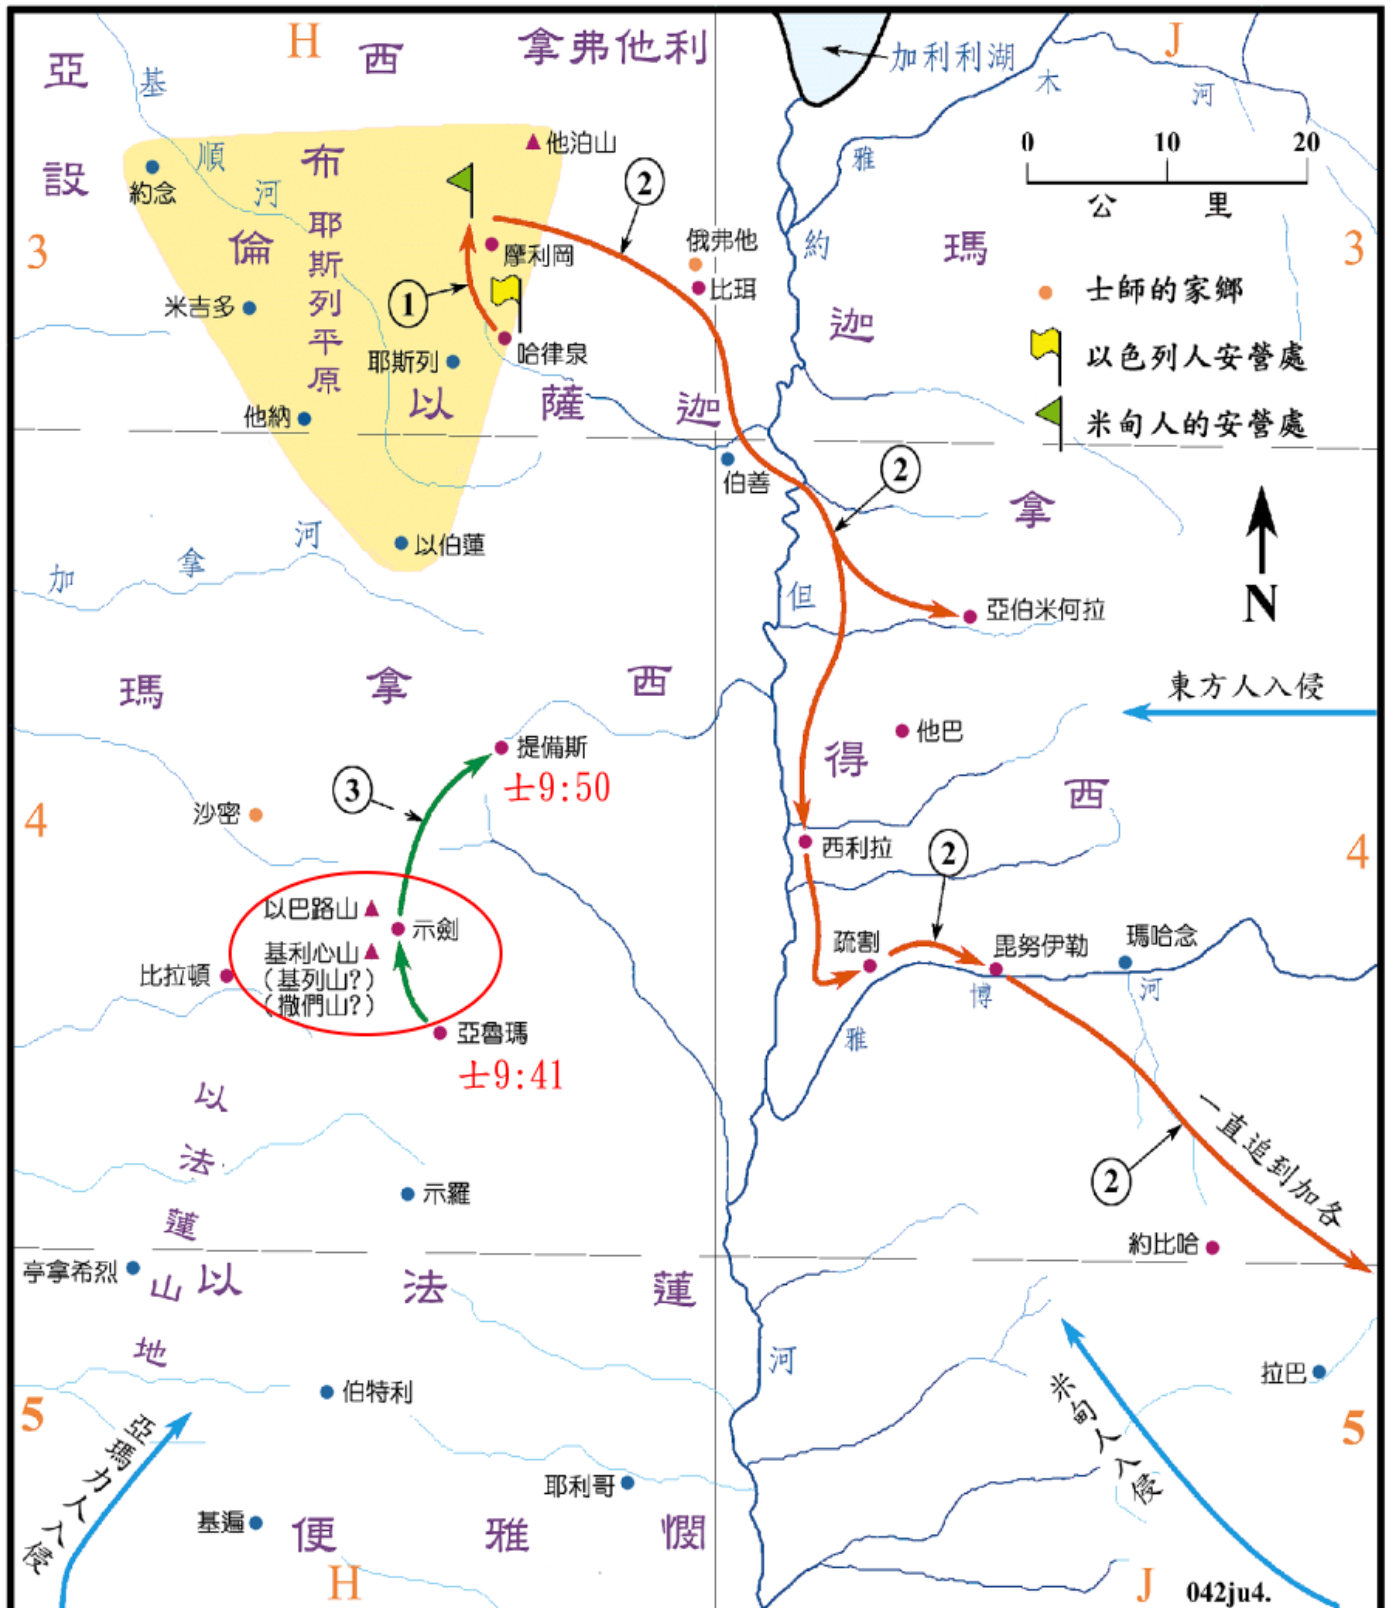 H
西
拿弗他利
J
亞設
基順河
加利利湖
雅木河
0 10 20
公 里
他泊山
約念
布
倫
耶斯列平原
②
俄弗他
比珥
約
瑪
3
3
摩利岡
①
米吉多
士師的家鄉
迦
哈律泉
耶斯列
以色列人安營處
以 薩 迦
他納
米甸人的安營處
伯善
②
拿
以伯蓮
加拿河
但
亞伯米何拉
N
瑪 拿 西
東方人入侵
提備斯
士9:50
他巴
得
西
③
沙密
4
4
西利拉
②
以巴路山
示劍
基利心山
(基列山?)
(撒們山?)
比拉頓
疏割
毘努伊勒
瑪哈念
雅博河
亞魯瑪
士9:41
以法蓮山地
一直追到加各
②
示羅
約比哈
亭拿希烈
以 法 蓮
河
拉巴
伯特利
5
5
亞瑪力人入侵
米甸人入侵
耶利哥
基遍
便 雅 憫
H
J
042ju4.